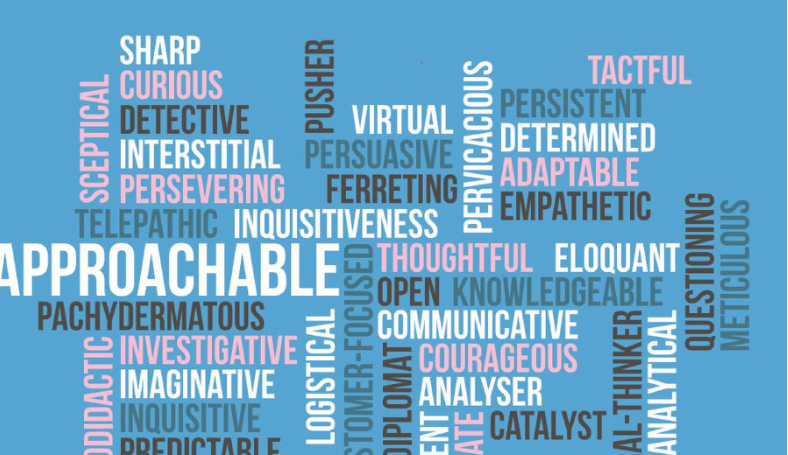 SHARP
CURIOUS
DETECTIVE
INTERSTITIAL
PERSEVERING
SCEPTICAL
TELEPATHIC
INQUISITIVENESS
PUSHER
VIRTUAL
PERSUASIVE
FERRETING
PERVICACIOUS
TACTFUL
PERSISTENT
DETERMINED
ADAPTABLE
EMPATHETIC
QUESTIONING
METICULOUS
APPROACHABLE
PACHYDERMATOUS
THOUGHTFUL
ELOQUANT
OPEN
KNOWLEDGEABLE
COMMUNICATIVE
COURAGEOUS
ANALYSER
CATALYST
INVESTIGATIVE
IMAGINATIVE
INQUISITIVE
PREDICTABLE
ODIDACTIC
LOGISTICAL
STOMER-FOCUSED
DIPLOMAT
ENT
ATE
AL-THINKER
ANALYTICAL